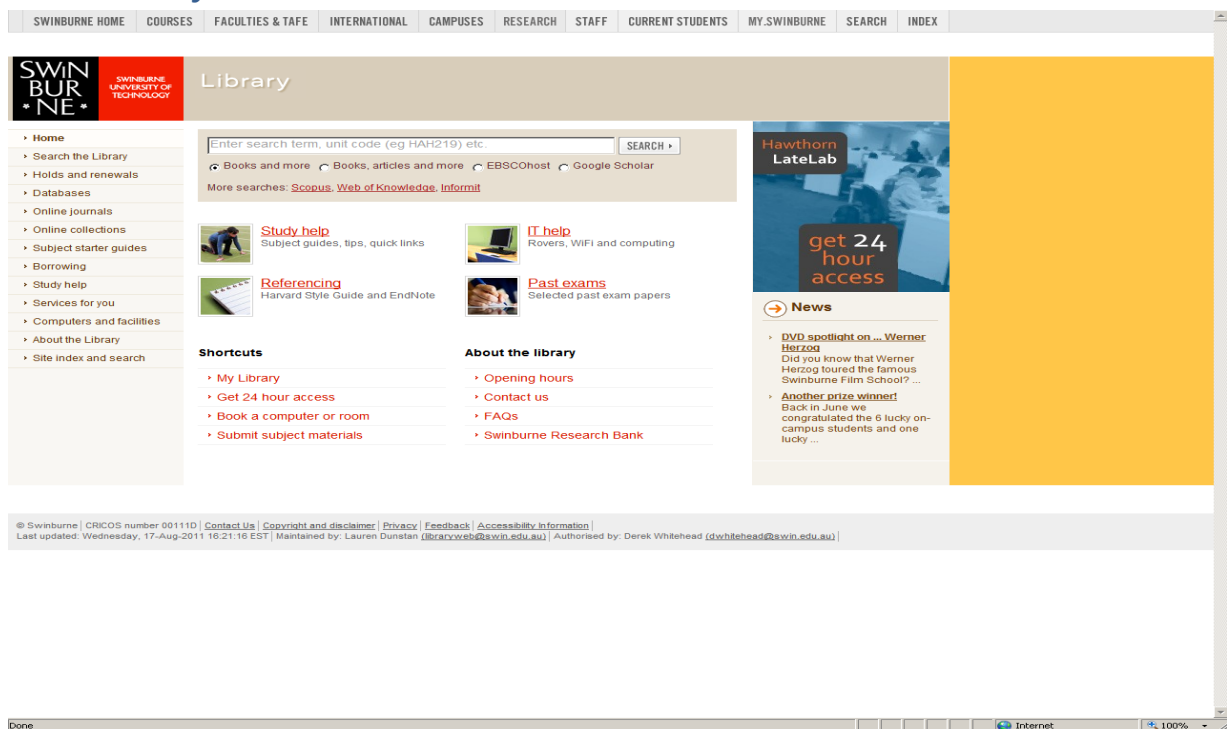 SWINBURNE HOME COURSES FACULTIES & TAFE INTERNATIONAL CAMPUSES RESEARCH STAFF CURRENT STUDENTS MY.SWINBURNE SEARCH INDEX
SWiN
BUR
* NE *
SWINBURNE
UNIVERSITY OF
TECHNOLOGY
Library
Home
Search the Library
Holds and renewals
Databases
Online journals
Online collections
Subject starter guides
Borrowing
Study help
Services for you
Computers and facilities
About the Library
Site index and search
Enter search term, unit code (eg HAH219) etc.
SEARCH
Books and more Books, articles and more EBSCOhost Google Scholar
More searches: Scopus, Web of Knowledge, Informit
Study help
Subject guides, tips, quick links
IT help
Rovers, WiFi and computing
Referencing
Harvard Style Guide and EndNote
Past exams
Selected past exam papers
Shortcuts
My Library
Get 24 hour access
Book a computer or room
Submit subject materials
About the library
Opening hours
Contact us
FAQs
Swinburne Research Bank
Hawthorn
LateLab
get 24
hour
access
News
DVD spotlight on ... Werner
Herzog
Did you know that Werner
Herzog toured the famous
Swinburne Film School? ...
Another prize winner!
Back in June we
congratulated the 6 lucky on-
campus students and one
lucky ...
© Swinburne | CRICOS number 00111D | Contact Us | Copyright and disclaimer | Privacy | Feedback | Accessibility Information |
Last updated: Wednesday, 17-Aug-2011 16:21:16 EST | Maintained by: Lauren Dunstan (libraryweb@swin.edu.au) | Authorised by: Derek Whitehead (dwhitehead@swin.edu.au) |
Done
Internet
100%